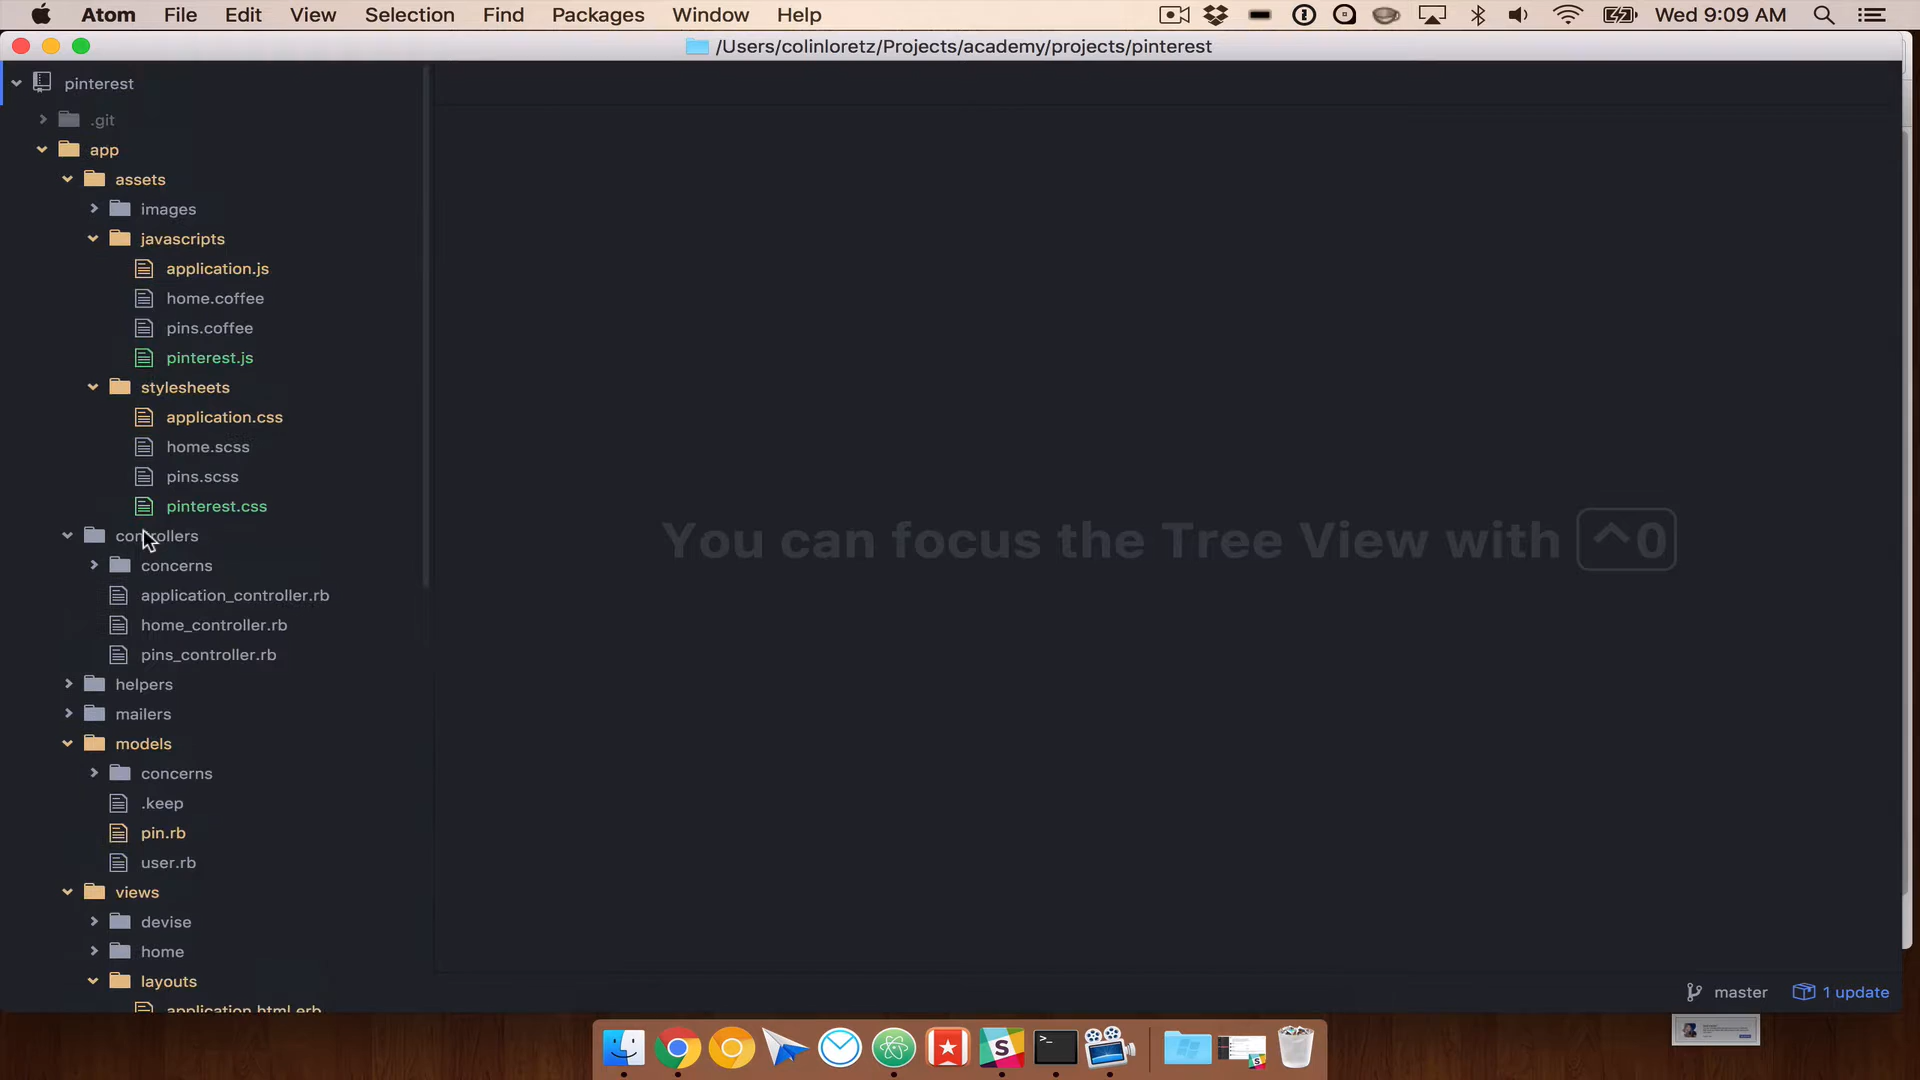 Atom File Edit View Selection Find Packages Window Help Wed 9:09 AM
/Users/colinloretz/Projects/academy/projects/pinterest
pinterest
.git
app
assets
images
javascripts
application.js
home.coffee
pins.coffee
pinterest.js
stylesheets
application.css
home.scss
pins.scss
pinterest.css
controllers
concerns
application_controller.rb
home_controller.rb
pins_controller.rb
helpers
mailers
models
concerns
.keep
pin.rb
user.rb
views
devise
home
layouts
application.html.erb
You can focus the Tree View with ^0
master 1 update